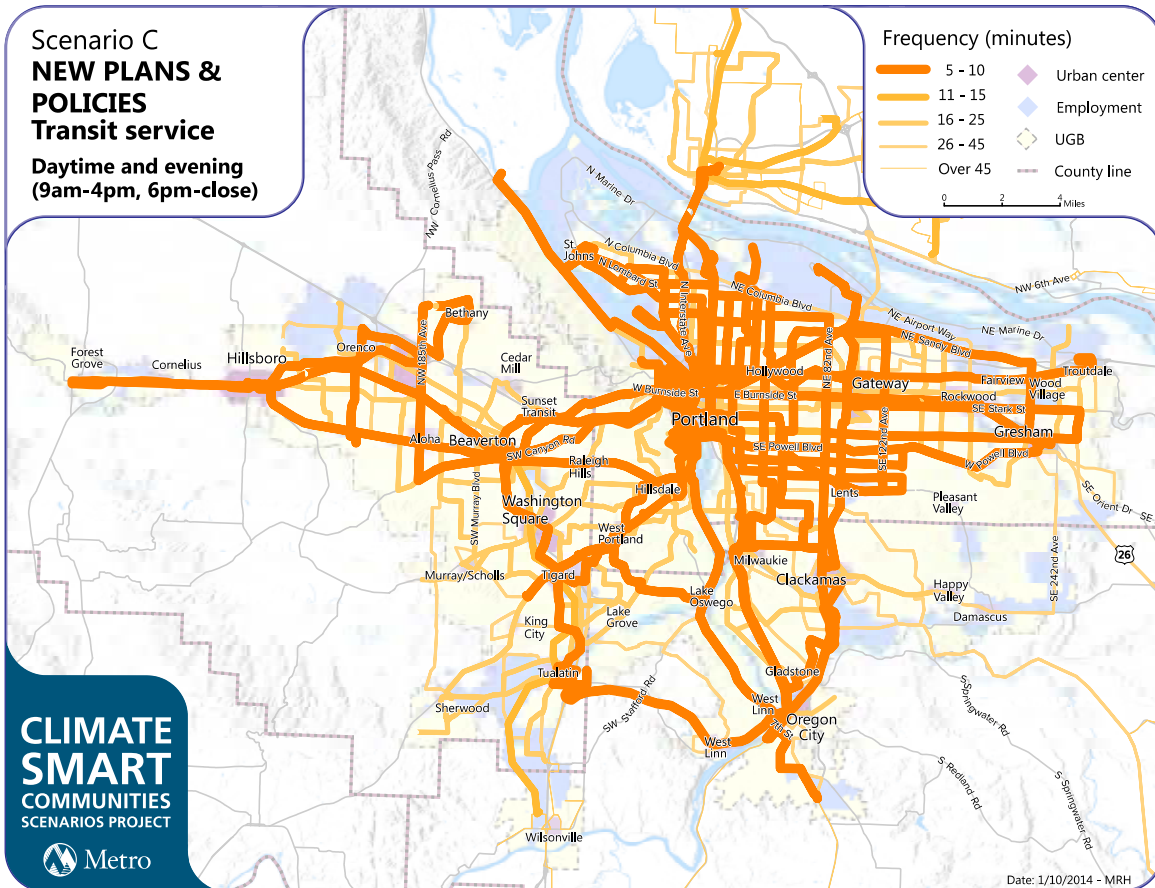 Scenario C
NEW PLANS &
POLICIES
Transit service
Daytime and evening
(9am-4pm, 6pm-close)
Frequency (minutes)
5 - 10
11 - 15
16 - 25
26 - 45
Over 45
Urban center
Employment
UGB
County line
0 2 4
Miles
NW Cornelius Pass Rd
N Marine Dr
St.
Johns
N Columbia Blvd
N Lombard St
N Interstate Ave
NE Columbia Blvd
NW 6th Ave
NE Airport Way
NE Marine Dr
NE Sandy Blvd
NE 82nd Ave
Bethany
NW 185th Ave
Orenco
Hillsboro
Forest
Grove
Cornelius
Cedar
Mill
Hollywood
Gateway
Fairview
Troutdale
Wood
Village
Rockwood
Sunset
Transit
W Burnside St
E Burnside St
SE Stark St
Portland
Gresham
Aloha
Beaverton
SW Canyon Rd
SE Powell Blvd
SE 122nd Ave
W Powell Blvd
Raleigh
Hills
Hillsdale
Lents
Pleasant
Valley
SE Orient Dr
SE
SW Murray Blvd
Washington
Square
West
Portland
26
Murray/Scholls
Tigard
Milwaukie
Clackamas
Happy
Valley
SE 242nd Ave
Damascus
Lake
Oswego
King
City
Lake
Grove
Tualatin
Gladstone
Sherwood
SW Stafford Rd
West
Linn
Oregon
City
7th St
West
Linn
S Springwater Rd
S Redland Rd
S Springwater Rd
Wilsonville
CLIMATE
SMART
COMMUNITIES
SCENARIOS PROJECT
Metro
Date: 1/10/2014 - MRH